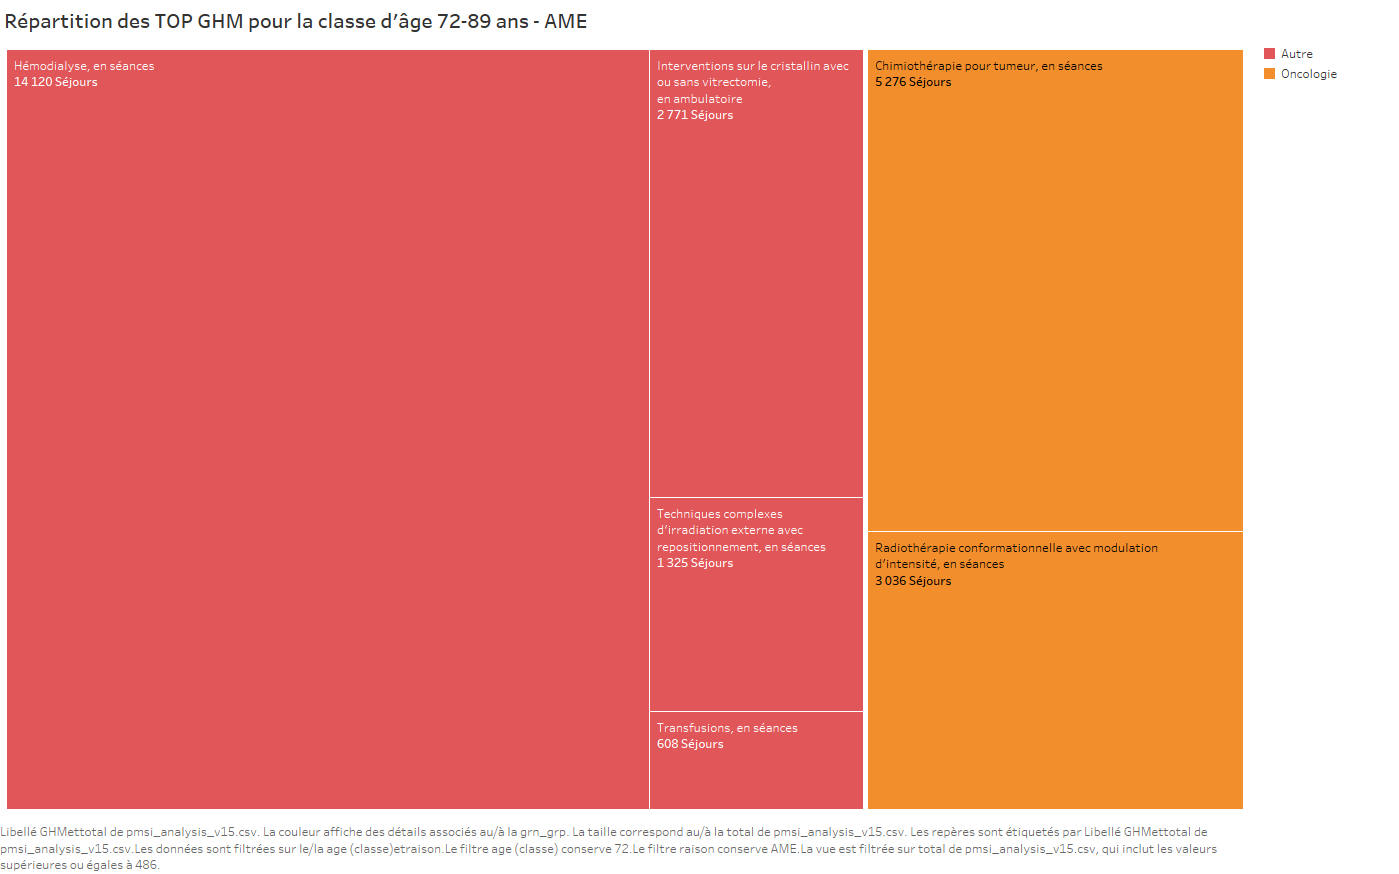 Répartition des TOP GHM pour la classe d’âge 72-89 ans - AME
Hémodialyse, en séances
14 120 Séjours
Interventions sur le cristallin avec
ou sans vitrectomie,
en ambulatoire
2 771 Séjours
Techniques complexes
d’irradiation externe avec
repositionnement, en séances
1 325 Séjours
Transfusions, en séances
608 Séjours
Chimiothérapie pour tumeur, en séances
5 276 Séjours
Radiothérapie conformationnelle avec modulation
d’intensité, en séances
3 036 Séjours
Autre
Oncologie
Libellé GHMettotal de pmsi_analysis_v15.csv. La couleur affiche des détails associés au/à la grn_grp. La taille correspond au/à la total de pmsi_analysis_v15.csv. Les repères sont étiquetés par Libellé GHMettotal de
pmsi_analysis_v15.csv.Les données sont filtrées sur le/la age (classe)etraison.Le filtre age (classe) conserve 72.Le filtre raison conserve AME.La vue est filtrée sur total de pmsi_analysis_v15.csv, qui inclut les valeurs
supérieures ou égales à 486.